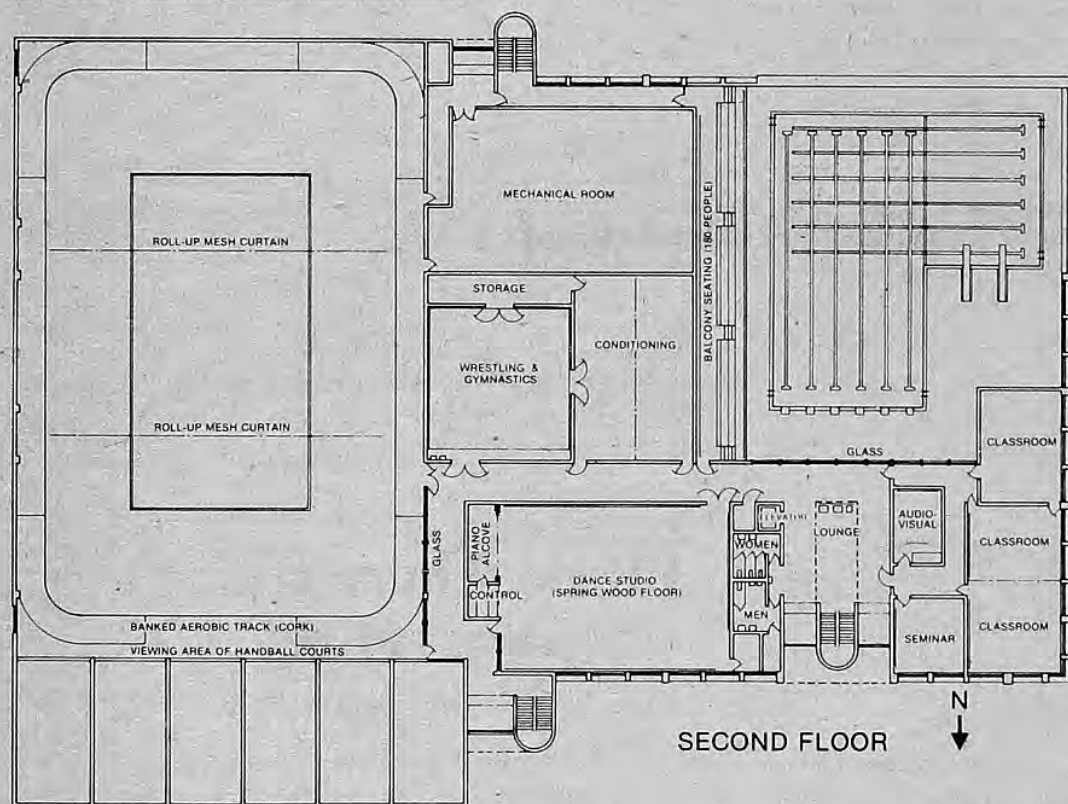 MECHANICAL ROOM
BALCONY SEATING (180 PEOPLE)
ROLL-UP MESH CURTAIN
STORAGE
CONDITIONING
WRESTLING &
GYMNASTICS
ROLL-UP MESH CURTAIN
CLASSROOM
GLASS
GLASS
PIANO
ALCOVE
ELEVATOR
LOUNGE
AUDIO-
VISUAL
WOMEN
CLASSROOM
DANCE STUDIO
(SPRING WOOD FLOOR)
CONTROL
MEN
BANKED AEROBIC TRACK (CORK)
SEMINAR
CLASSROOM
VIEWING AREA OF HANDBALL COURTS
N
SECOND FLOOR